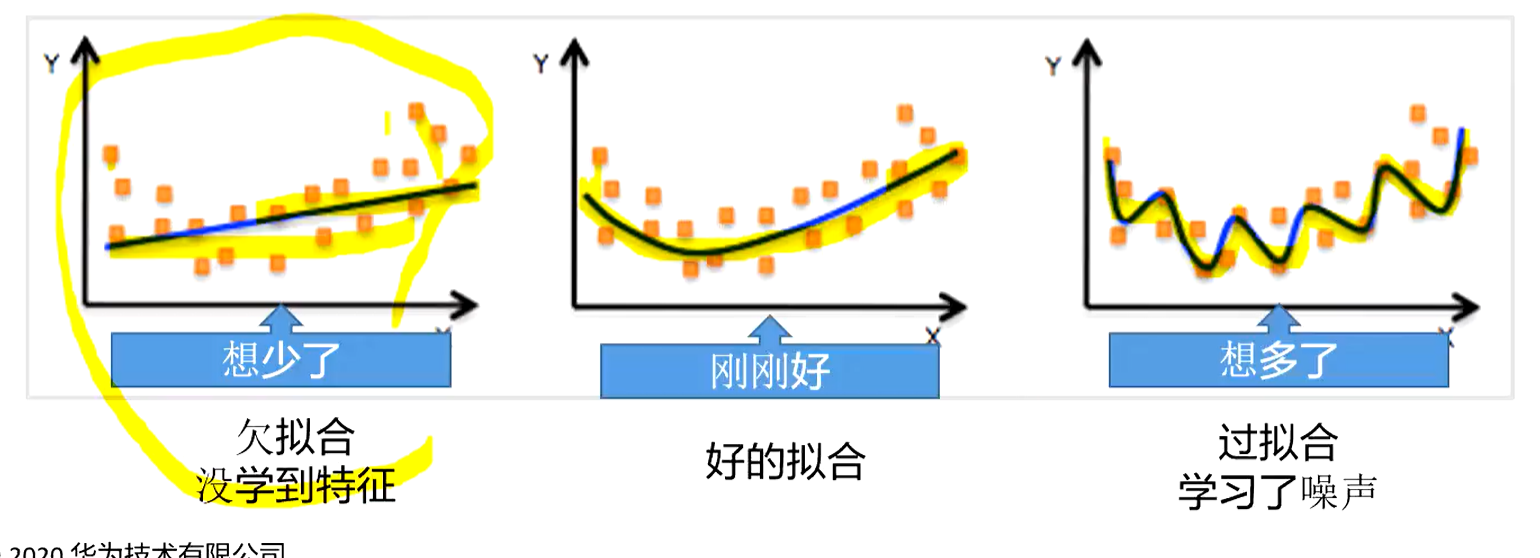 Y
Y
Y
X
想少了
刚刚好
想多了
欠拟合
没学到特征
好的拟合
过拟合
学习了噪声
2020 华为技术有限公司